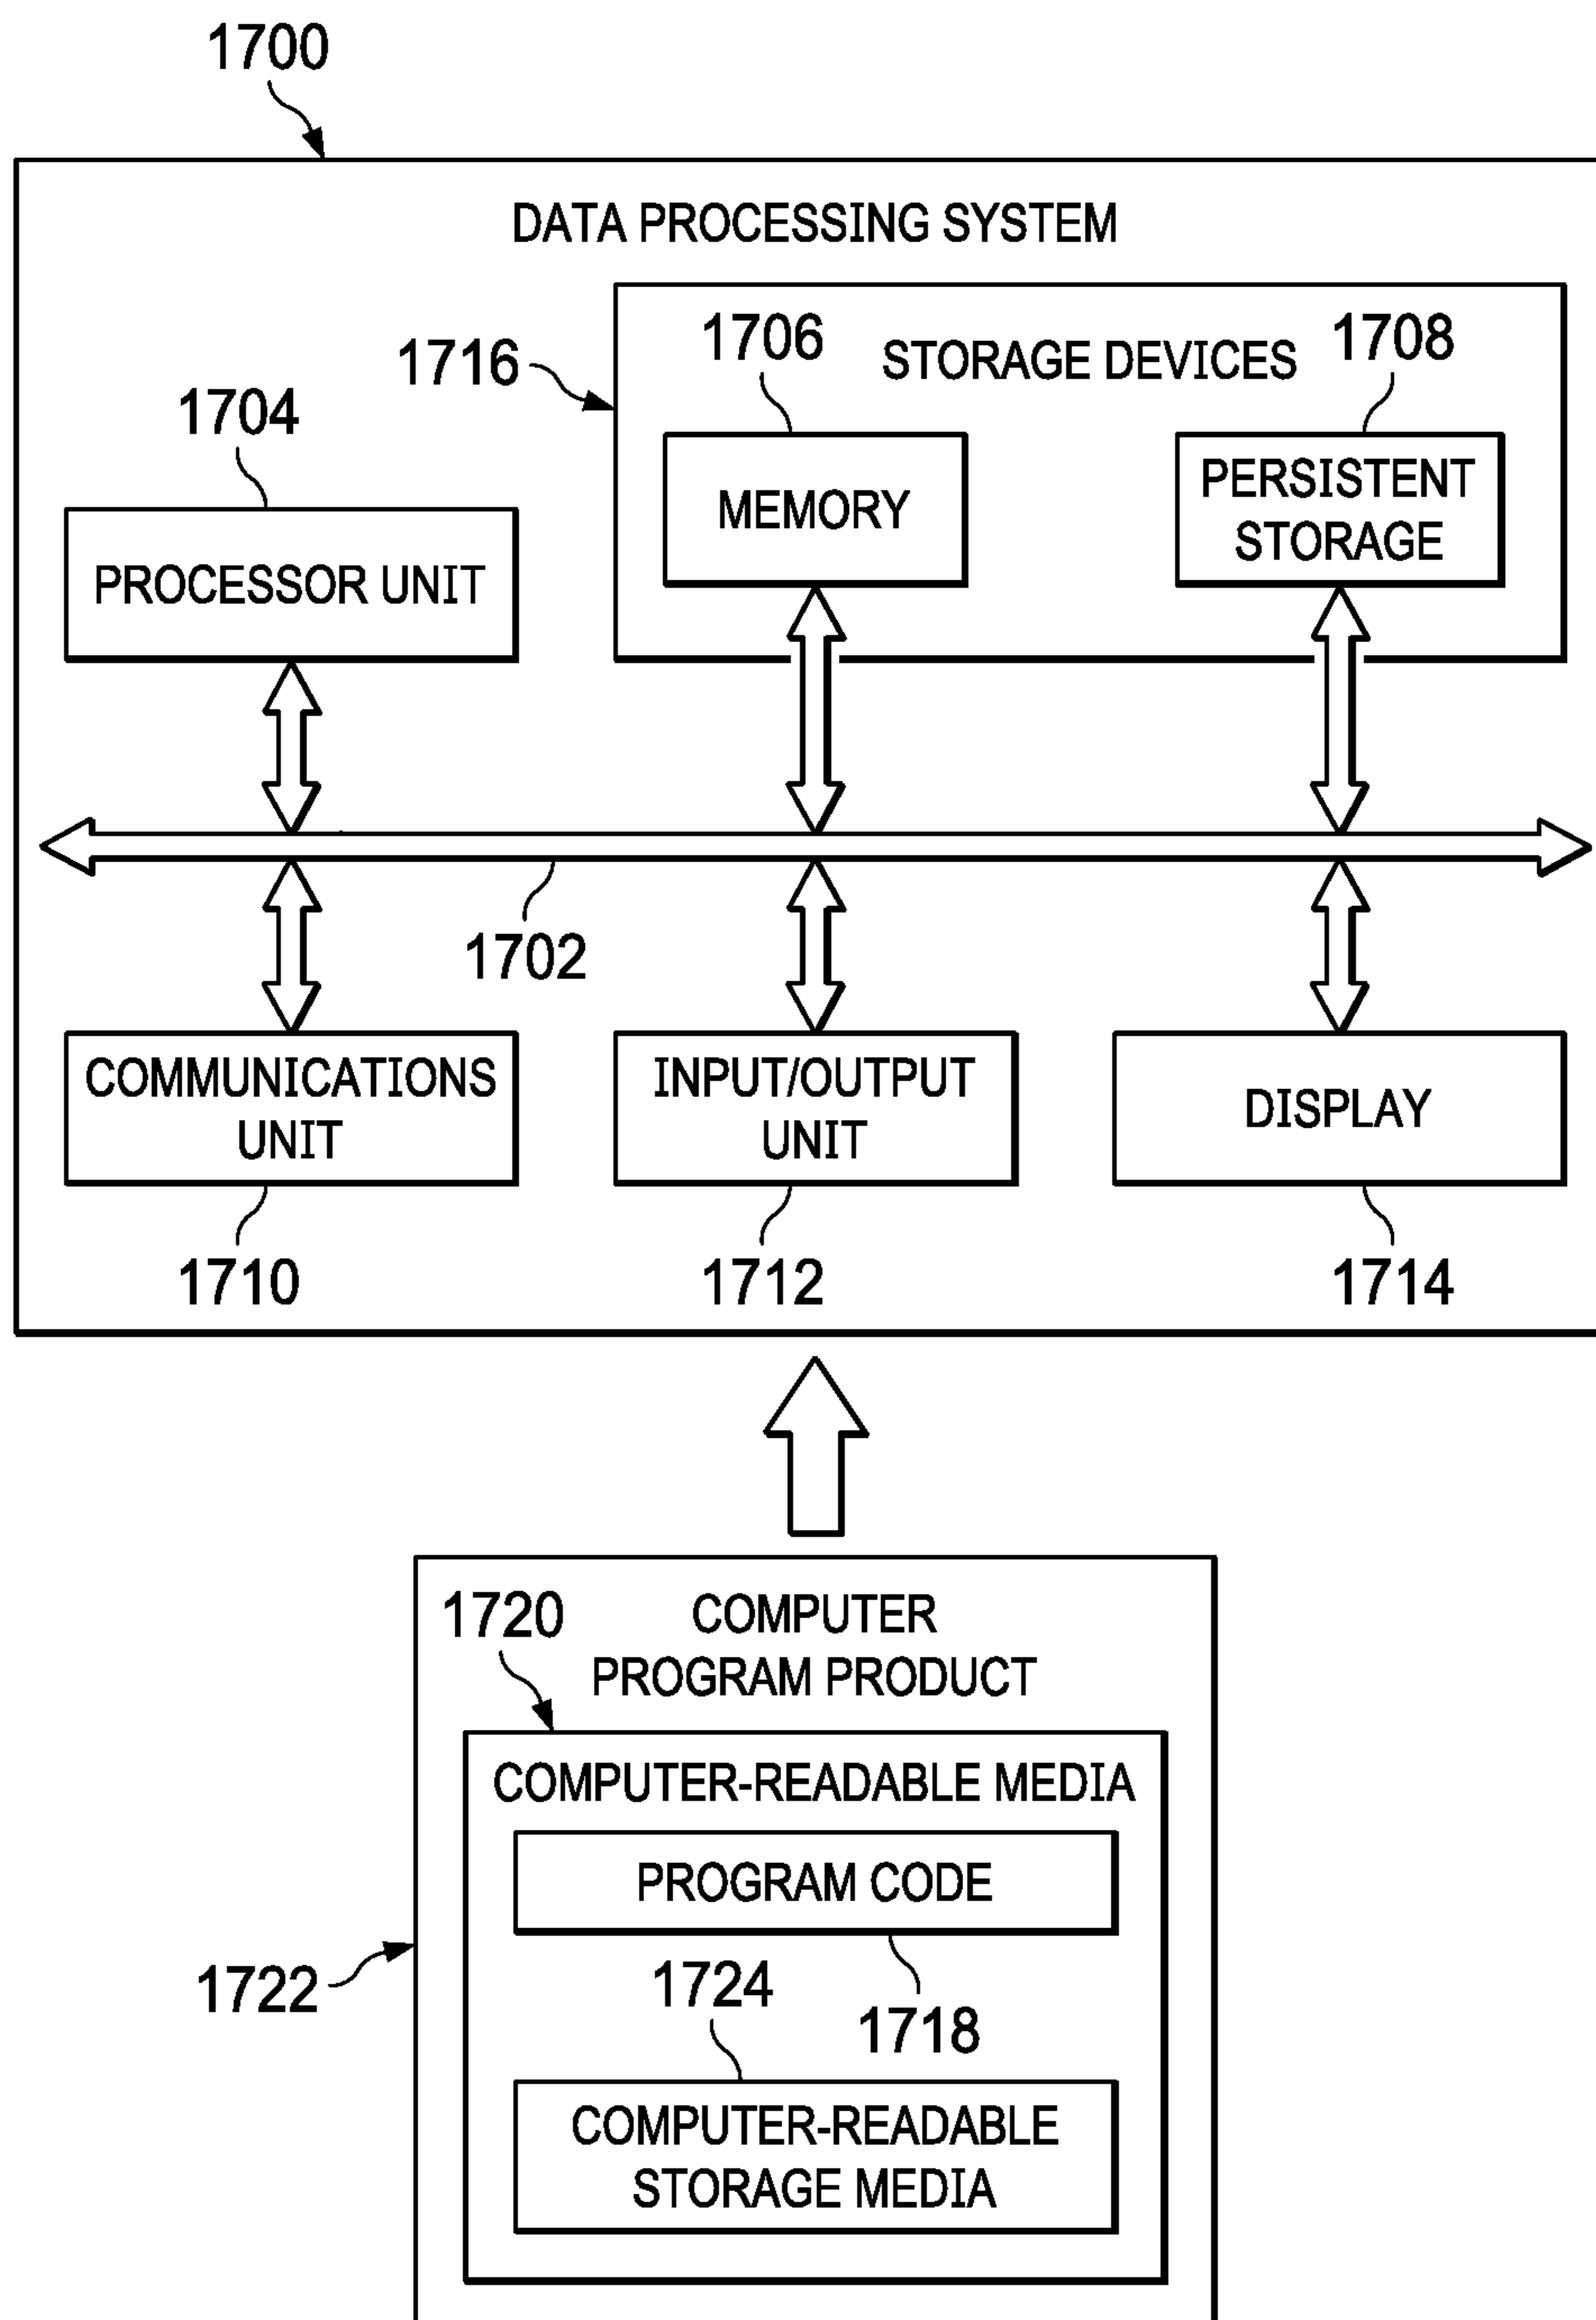 1700
DATA PROCESSING SYSTEM
1716
1706
STORAGE DEVICES
1708
1704
MEMORY
PERSISTENT
STORAGE
PROCESSOR UNIT
1702
COMMUNICATIONS
UNIT
INPUT/OUTPUT
UNIT
DISPLAY
1710
1712
1714
1720
COMPUTER
PROGRAM PRODUCT
COMPUTER-READABLE MEDIA
PROGRAM CODE
1722
1724
1718
COMPUTER-READABLE
STORAGE MEDIA